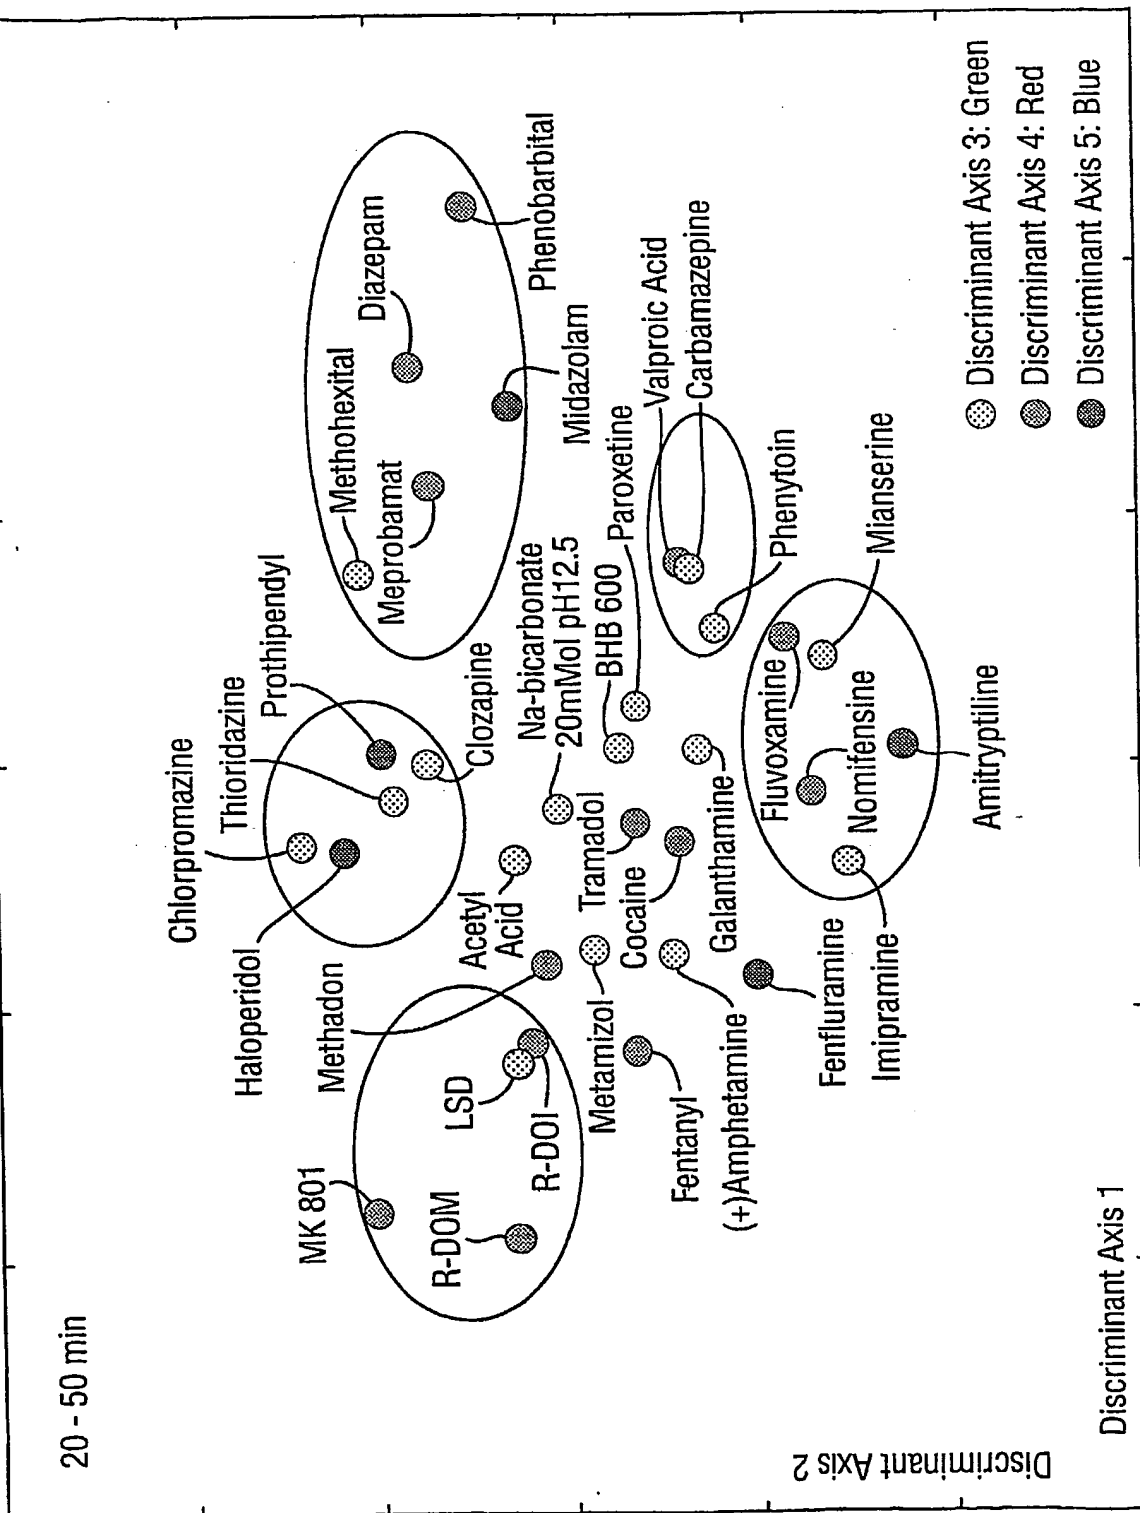 20 - 50 min
MK 801
R-DOM
LSD
R-DOI
Methadon
Haloperidol
Chlorpromazine
Thioridazine
Prothipendyl
Clozapine
Methohexital
Meprobamat
Diazepam
Midazolam
Phenobarbital
Acetyl
Acid
Na-bicarbonate
20mMol pH12.5
BHB 600
Paroxetine
Tramadol
Cocaine
Metamizol
Fentanyl
(+)Amphetamine
Galanthamine
Valproic Acid
Carbamazepine
Phenytoin
Fluvoxamine
Nomifensine
Mianserine
Amitryptiline
Fenfluramine
Imipramine
Discriminant Axis 3: Green
Discriminant Axis 4: Red
Discriminant Axis 5: Blue
Discriminant Axis 2
Discriminant Axis 1